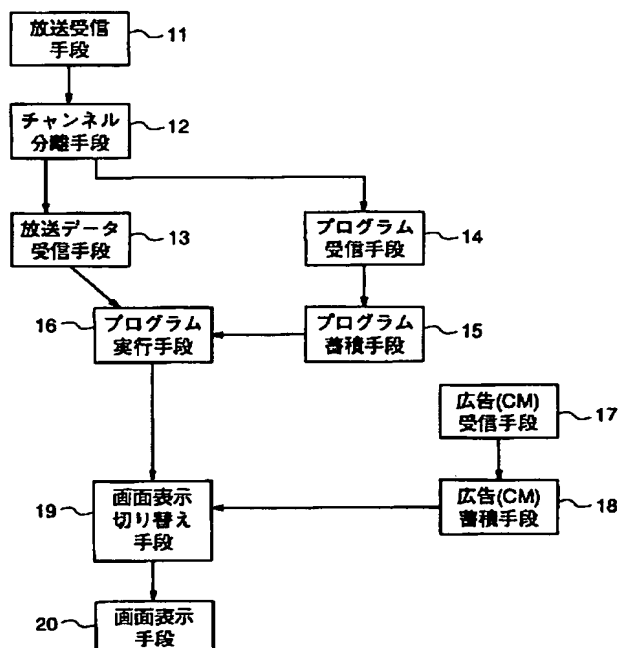 放送受信
手段
11
チャンネル
分離手段
12
放送データ
受信手段
13
プログラム
受信手段
14
16
プログラム
実行手段
プログラム
蓄積手段
15
広告(CM)
受信手段
17
19
画面表示
切り替え
手段
広告(CM)
蓄積手段
18
20
画面表示
手段